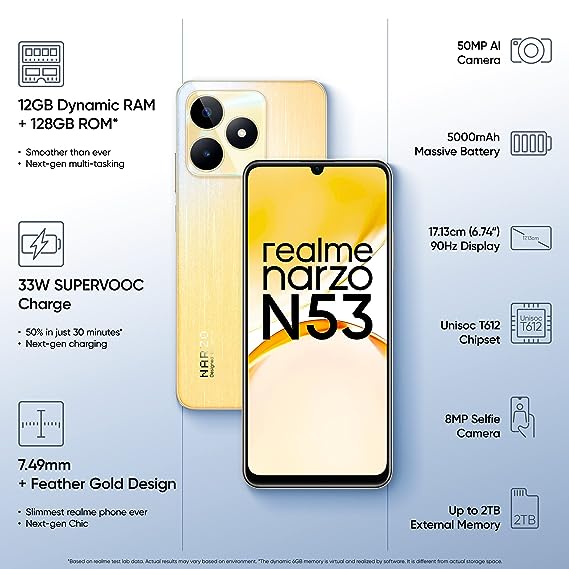 12GB Dynamic RAM
+ 128GB ROM*
• Smoother than ever
• Next-gen multi-tasking
33W SUPERVOOC
Charge
• 50% in just 30 minutes*
• Next-gen charging
7.49mm
+ Feather Gold Design
• Slimmest realme phone ever
• Next-gen Chic
NARZO
realme
narzo
N53
50MP AI
Camera
5000mAh
Massive Battery
17.13cm (6.74")
90Hz Display
17.13cm
Unisoc T612
Chipset
Unisoc
T612
8MP Selfie
Camera
Up to 2TB
External Memory
2TB
*Based on realme test lab data. Actual results may vary based on environment. *The dynamic 6GB memory is virtual and realized by software. It is different from actual storage space.